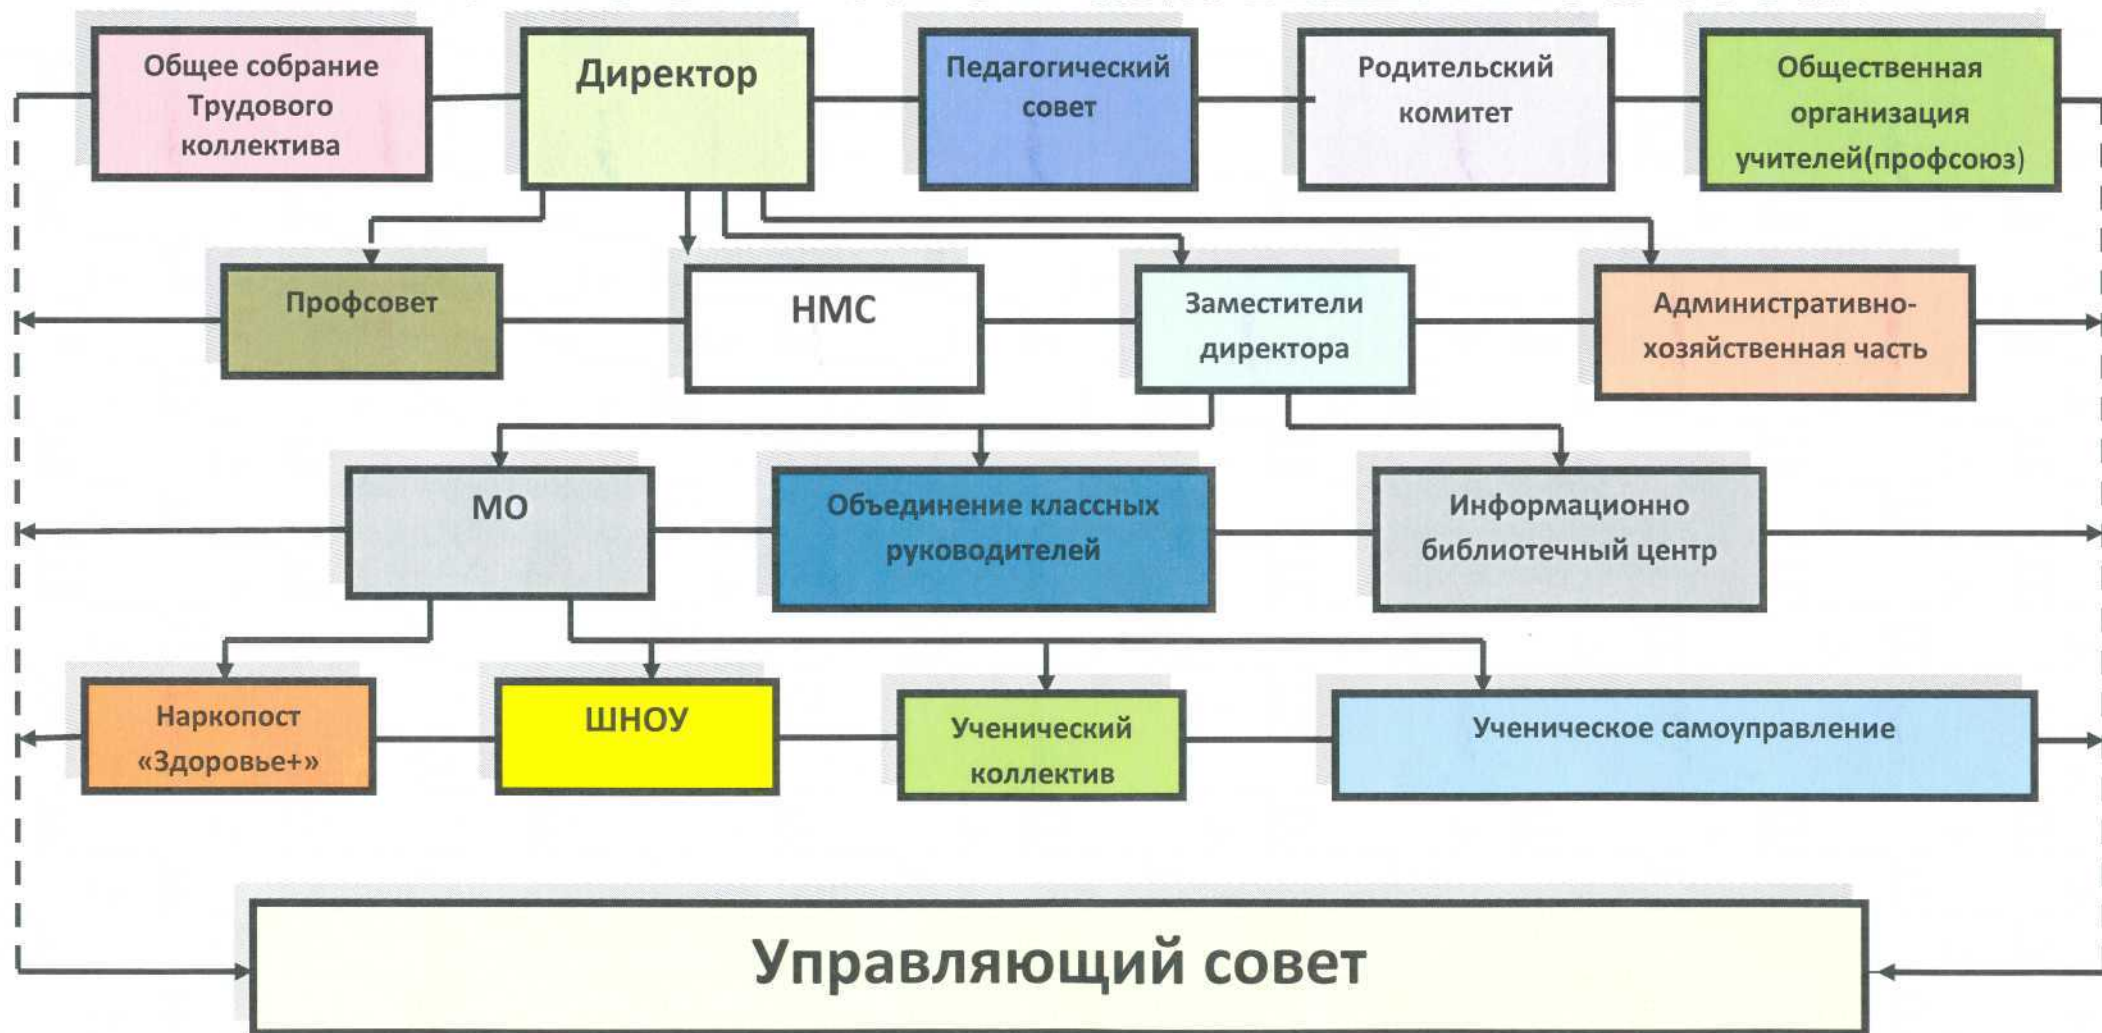 Общее собрание
Трудового
коллектива
Директор
Педагогический
совет
Родительский
комитет
Общественная
организация
учителей(профсоюз)
Профсовет
НМС
Заместители
директора
Административно-
хозяйственная часть
МО
Объединение классных
руководителей
Информационно
библиотечный центр
Наркопост
«Здоровье+»
ШНОУ
Ученический
коллектив
Ученическое самоуправление
Управляющий совет